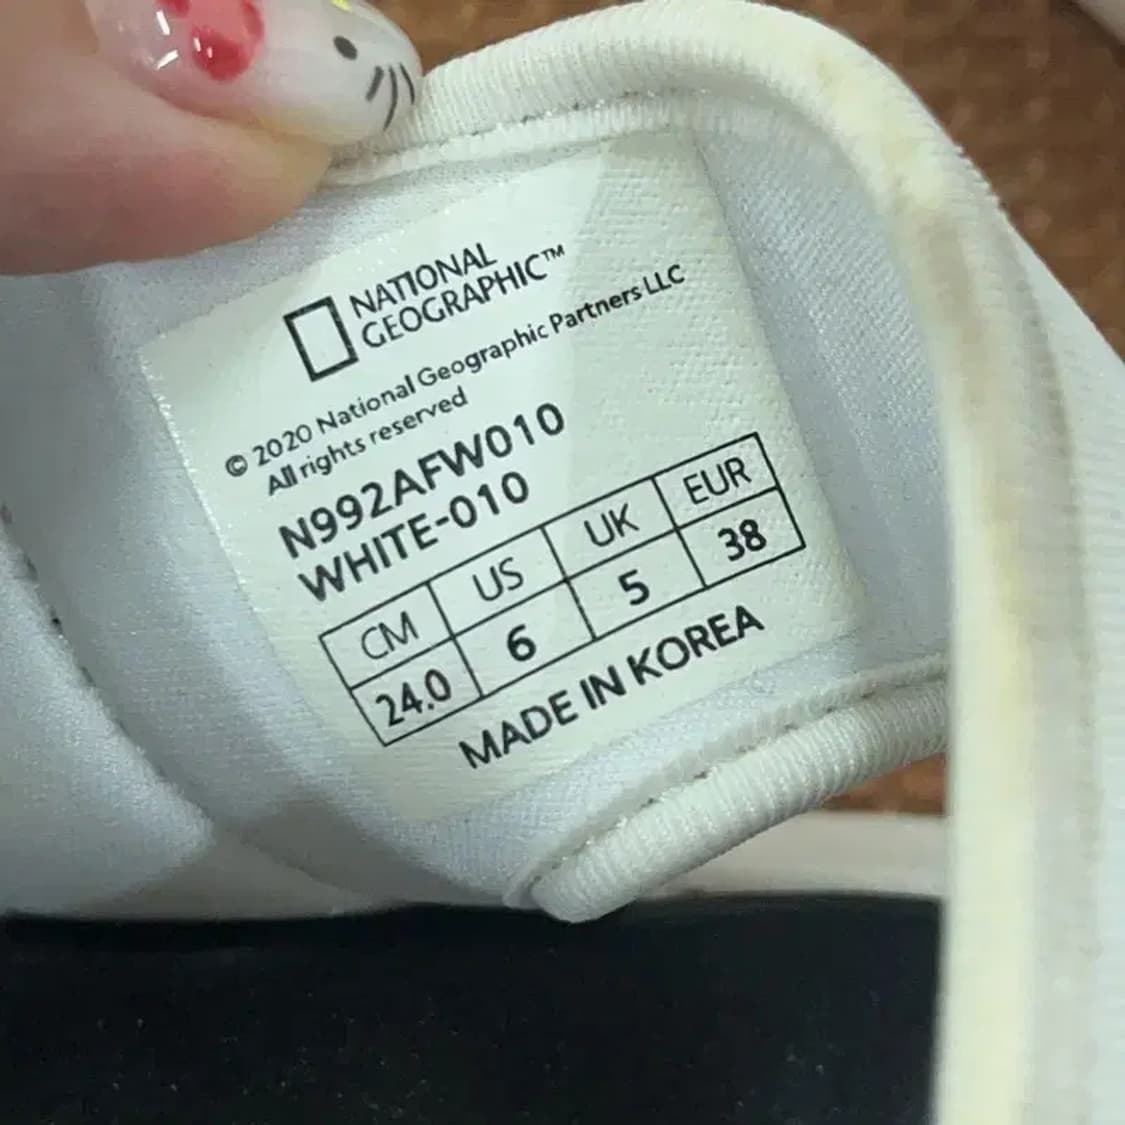 NATIONAL
GEOGRAPHIC™
© 2020 National Geographic Partners LLC
All rights reserved
N992AFW010
WHITE-010
CM US UK EUR
24.0 6 5 38
MADE IN KOREA